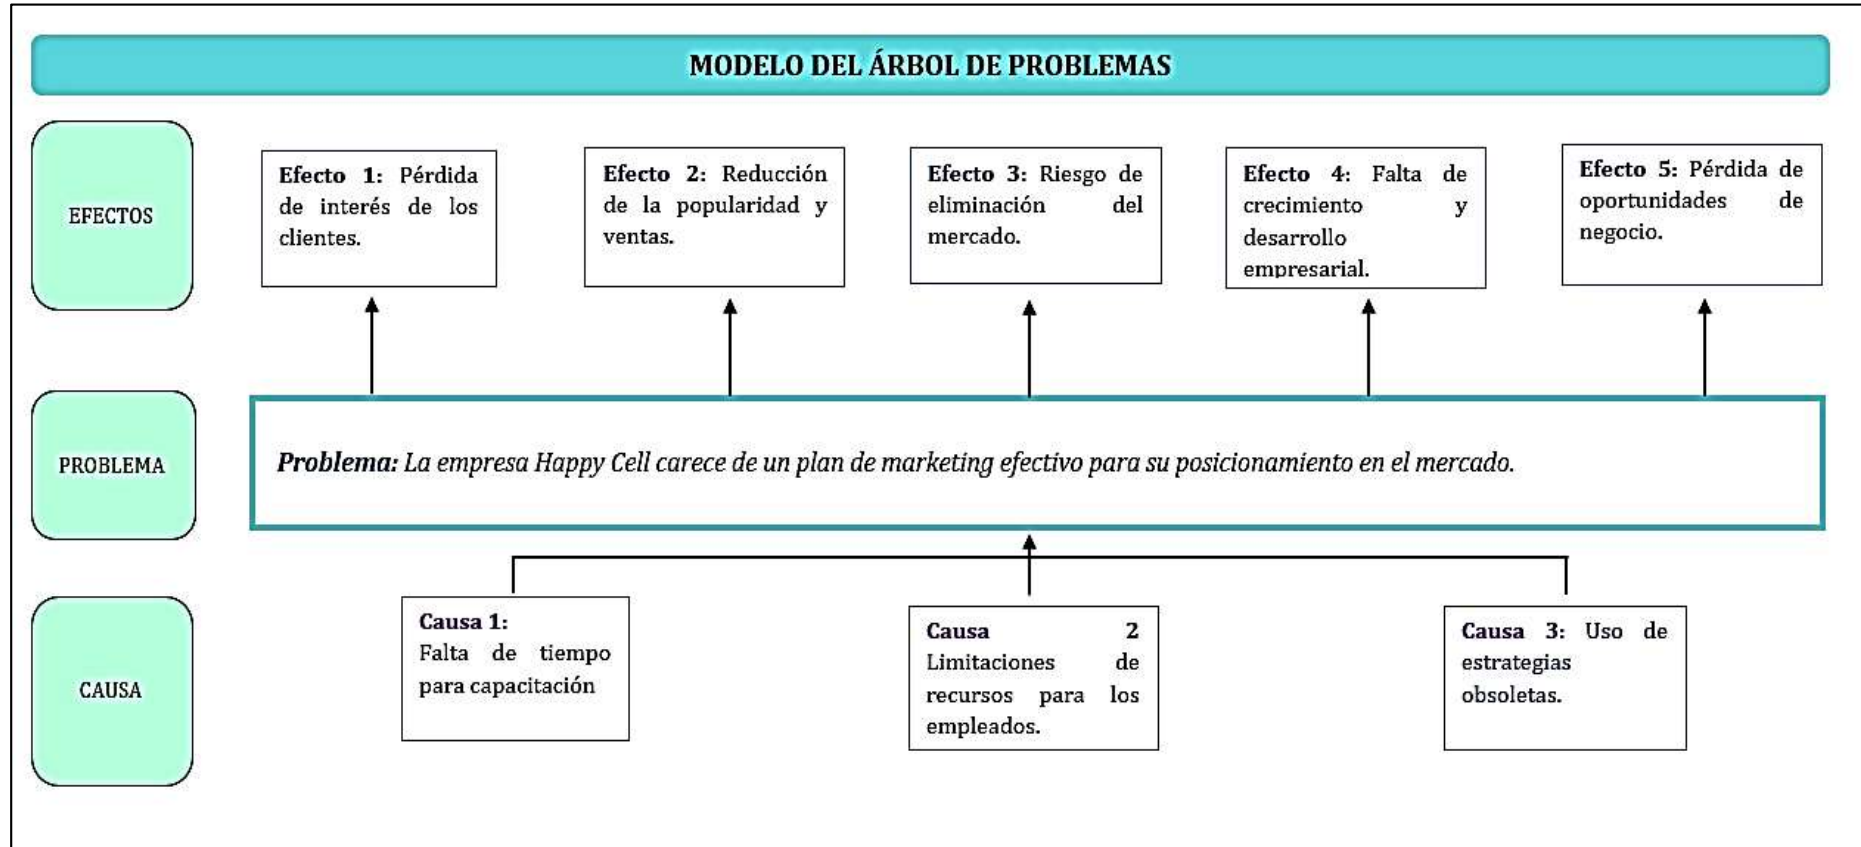 MODELO DEL ÁRBOL DE PROBLEMAS
EFECTOS
Efecto 1: Pérdida
de interés de los
clientes.
Efecto 2: Reducción
de la popularidad y
ventas.
Efecto 3: Riesgo de
eliminación del
mercado.
Efecto 4: Falta de
crecimiento y
desarrollo
empresarial.
Efecto 5: Pérdida de
oportunidades de
negocio.
PROBLEMA
Problema: La empresa Happy Cell carece de un plan de marketing efectivo para su posicionamiento en el mercado.
CAUSA
Causa 1:
Falta de tiempo
para capacitación
Causa 2
Limitaciones de
recursos para los
empleados.
Causa 3: Uso de
estrategias
obsoletas.